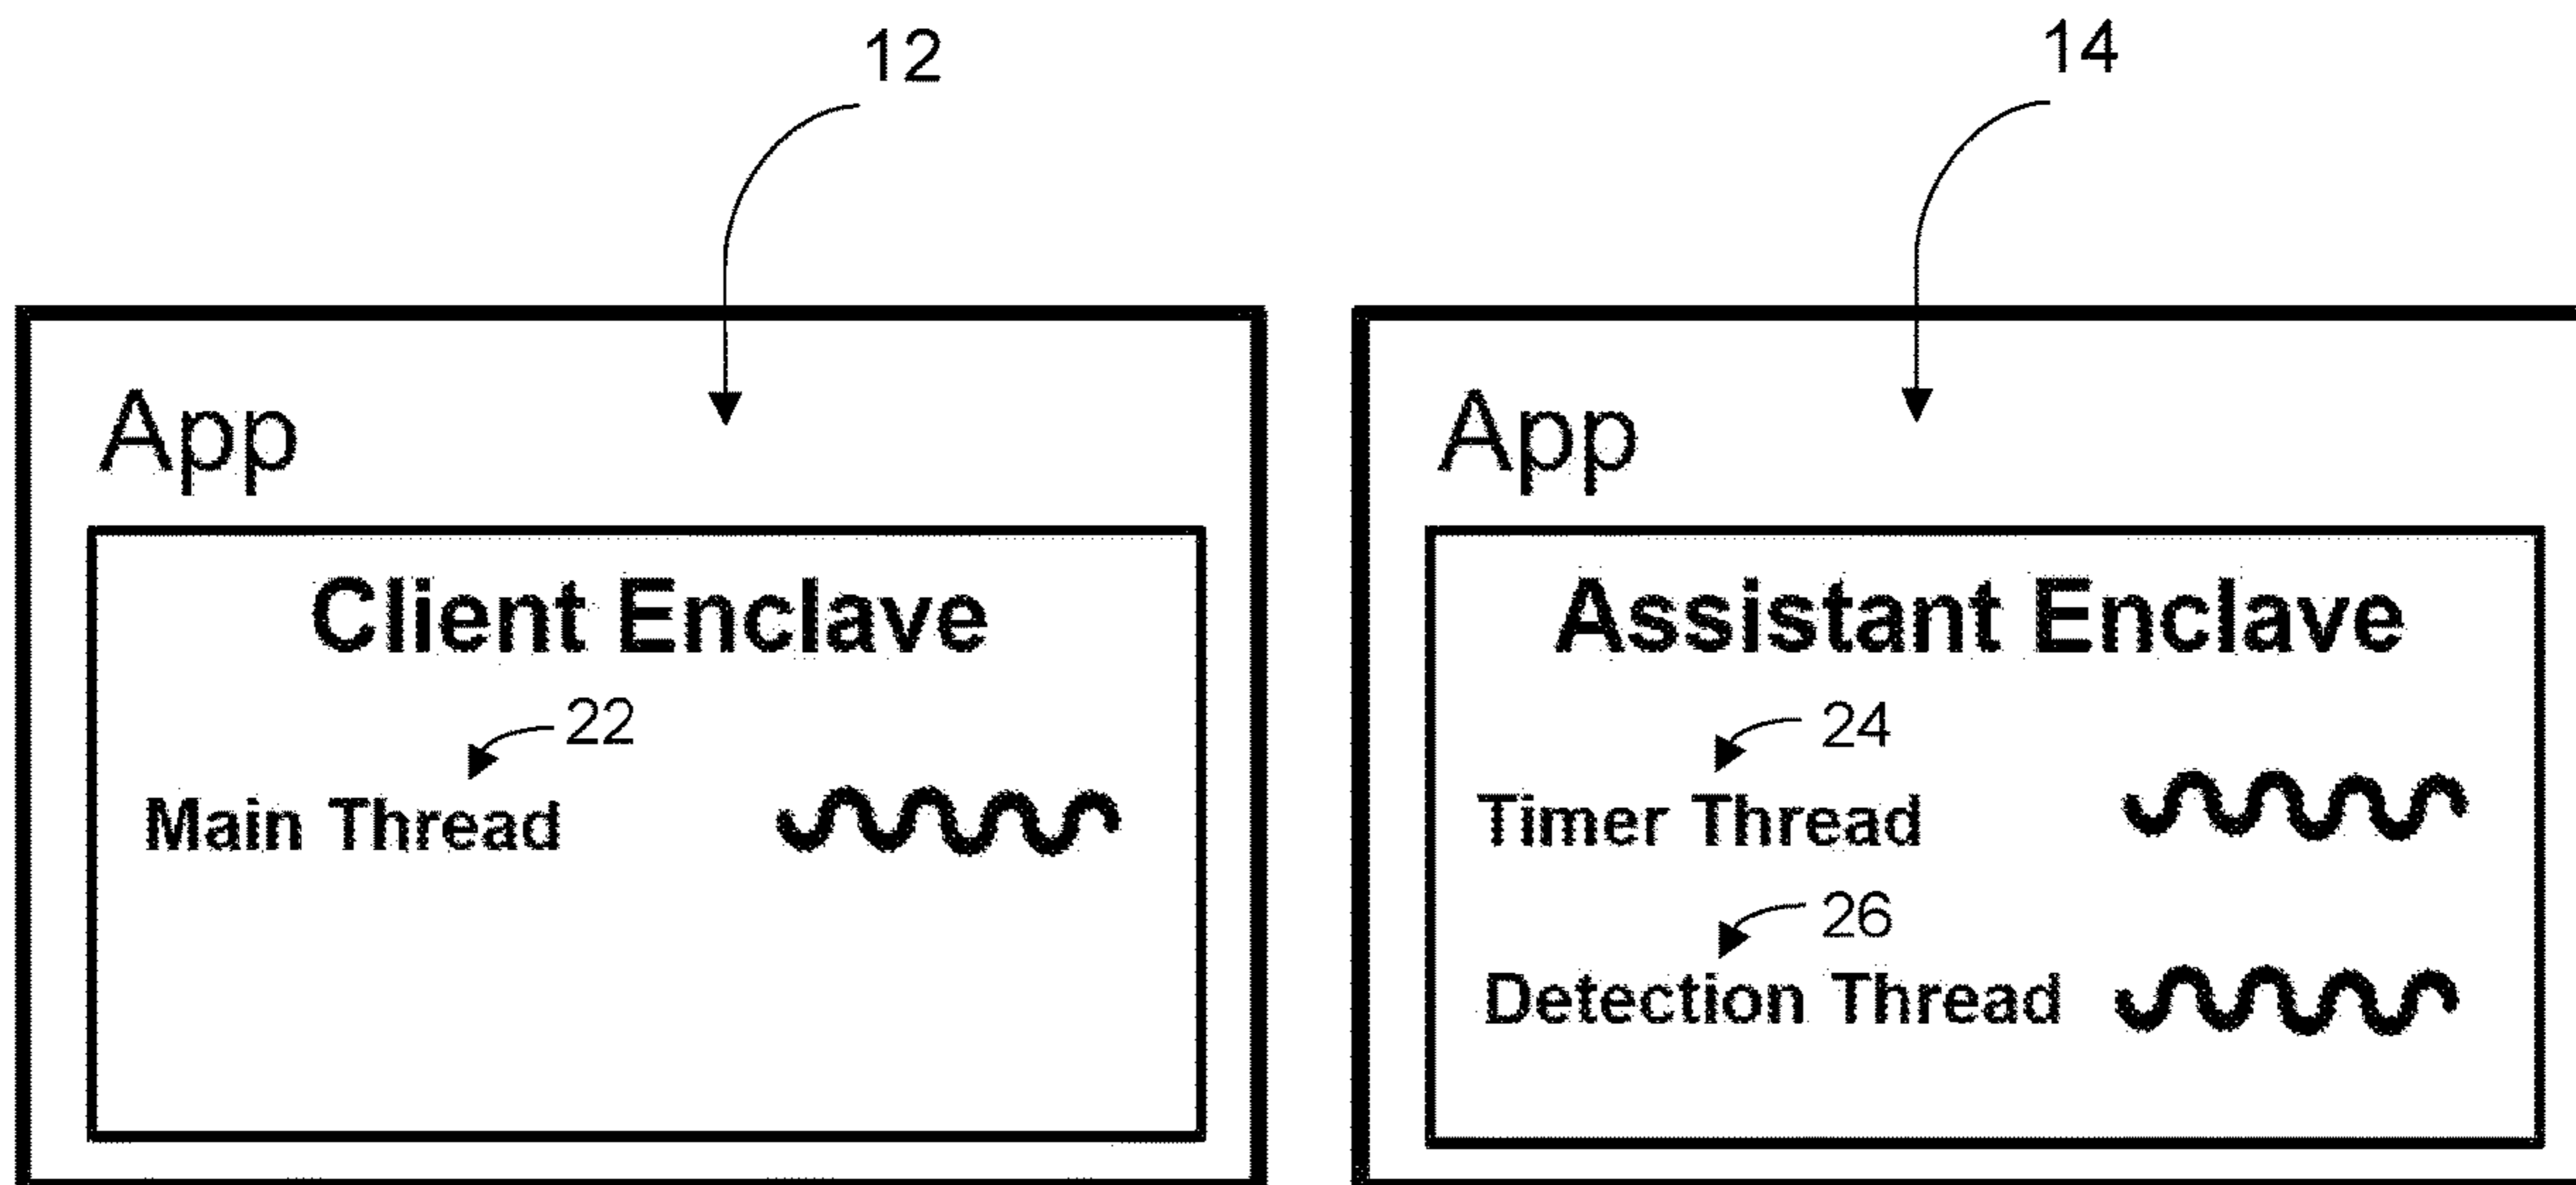 12
14
App
App
Client Enclave
22
Main Thread
Assistant Enclave
24
Timer Thread
26
Detection Thread